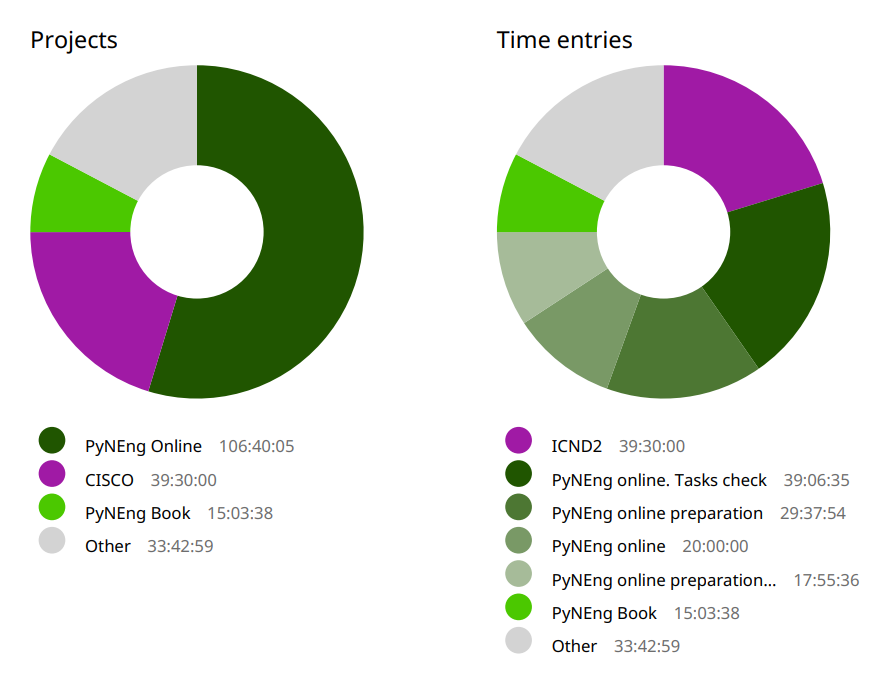 Projects
PyNEng Online 106:40:05
CISCO 39:30:00
PyNEng Book 15:03:38
Other 33:42:59
Time entries
ICND2 39:30:00
PyNEng online. Tasks check 39:06:35
PyNEng online preparation 29:37:54
PyNEng online 20:00:00
PyNEng online preparation... 17:55:36
PyNEng Book 15:03:38
Other 33:42:59